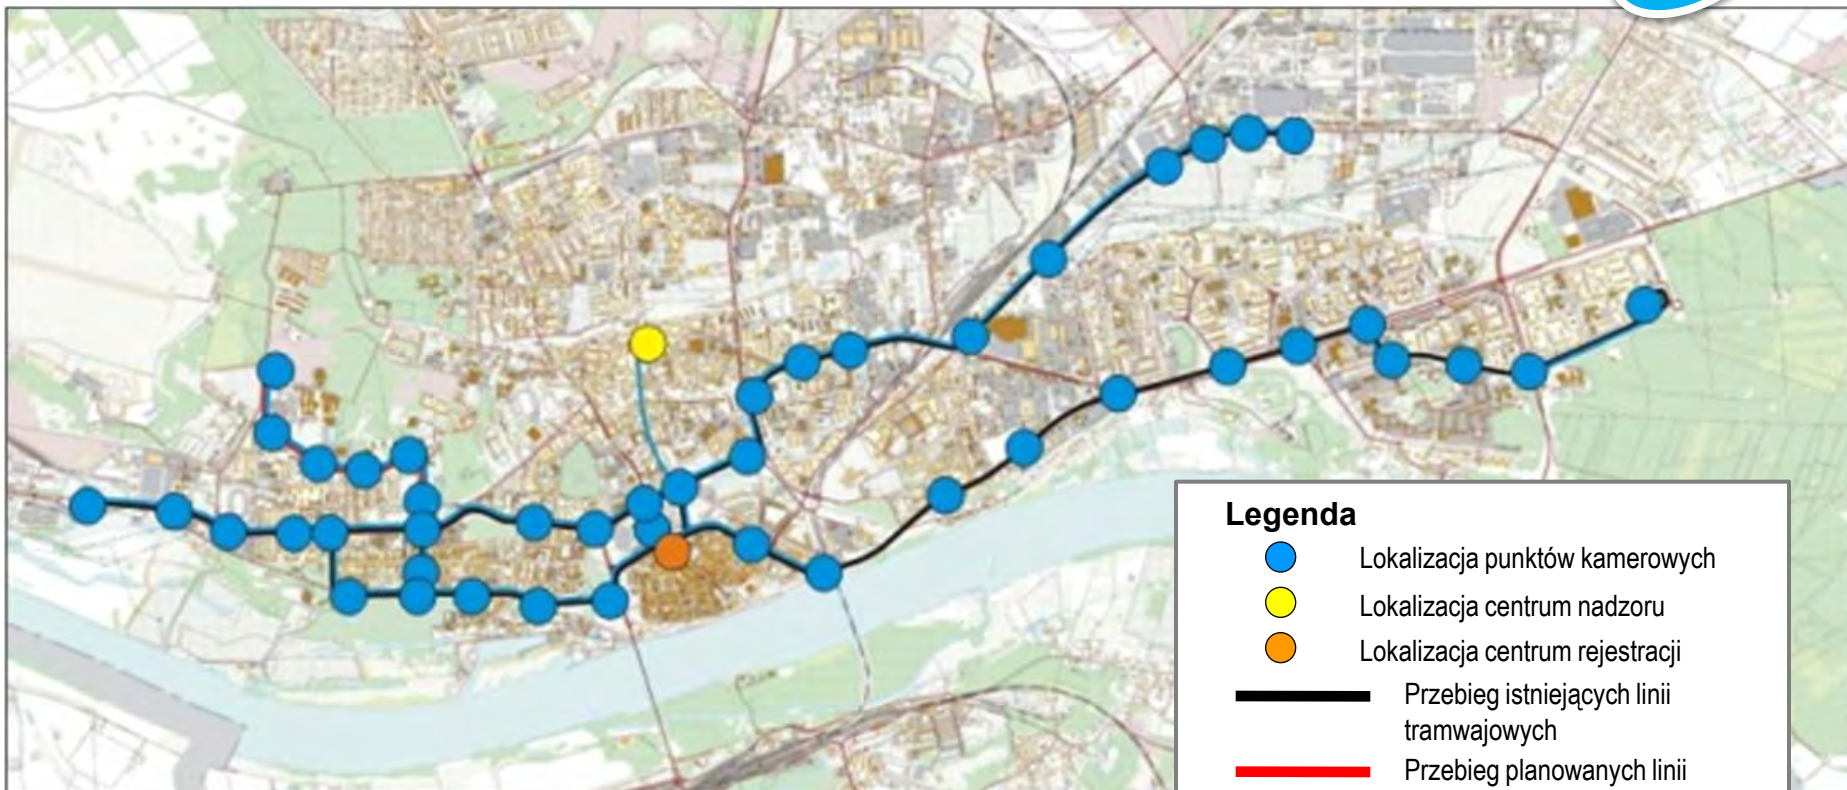 Legenda
Lokalizacja punktów kamerowych
Lokalizacja centrum nadzoru
Lokalizacja centrum rejestracji
Przebieg istniejących linii
tramwajowych
Przebieg planowanych linii